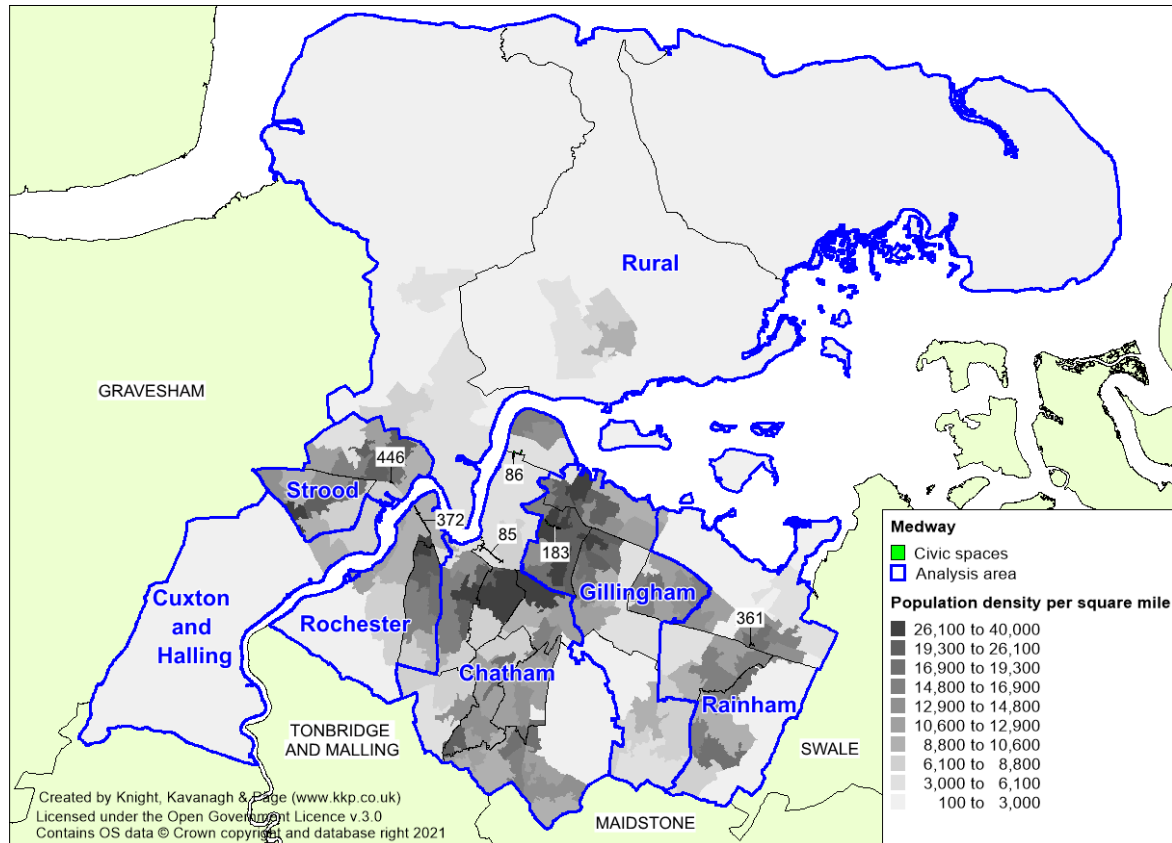 Rural
GRAVESHAM
446
Strood
86
372
85
183
Gillingham
361
Cuxton
and
Halling
Rochester
Chatham
Rainham
TONBRIDGE
AND MALLING
SWALE
MAIDSTONE
Created by Knight, Kavanagh & Page (www.kkp.co.uk)
Licensed under the Open Government Licence v.3.0
Contains OS data © Crown copyright and database right 2021
Medway
Civic spaces
Analysis area
Population density per square mile
26,100 to 40,000
19,300 to 26,100
16,900 to 19,300
14,800 to 16,900
12,900 to 14,800
10,600 to 12,900
8,800 to 10,600
6,100 to 8,800
3,000 to 6,100
100 to 3,000